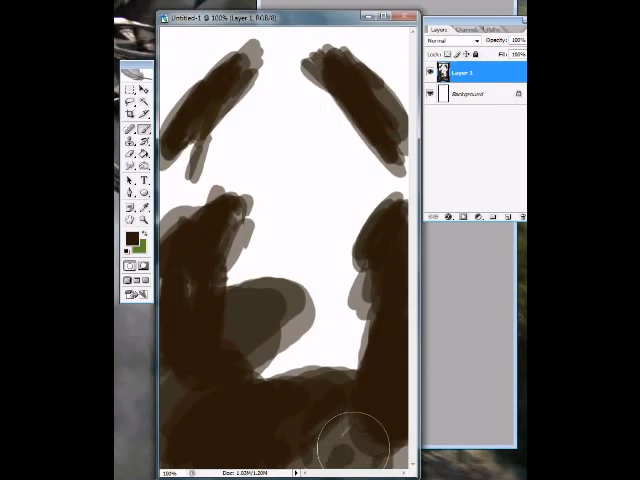 Untitled-1 @ 100% (Layer 1, RGB/8)
Layers Channels Paths
Normal Opacity: 100%
Lock: Fill: 100%
Layer 1
Background
100% Doc: 1.03M/1.20M